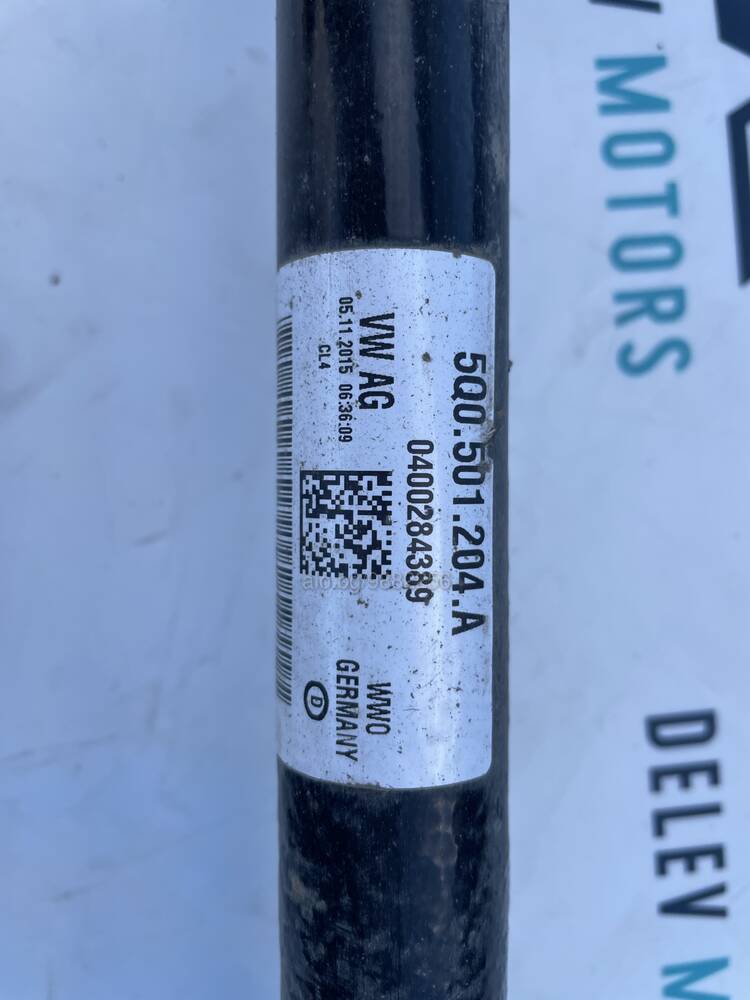 5Q0.501.204.A
0400284389
VW AG
05.11.2015 06:36:09
CL4
WWO
GERMANY
D
MOTORS
DELEV M